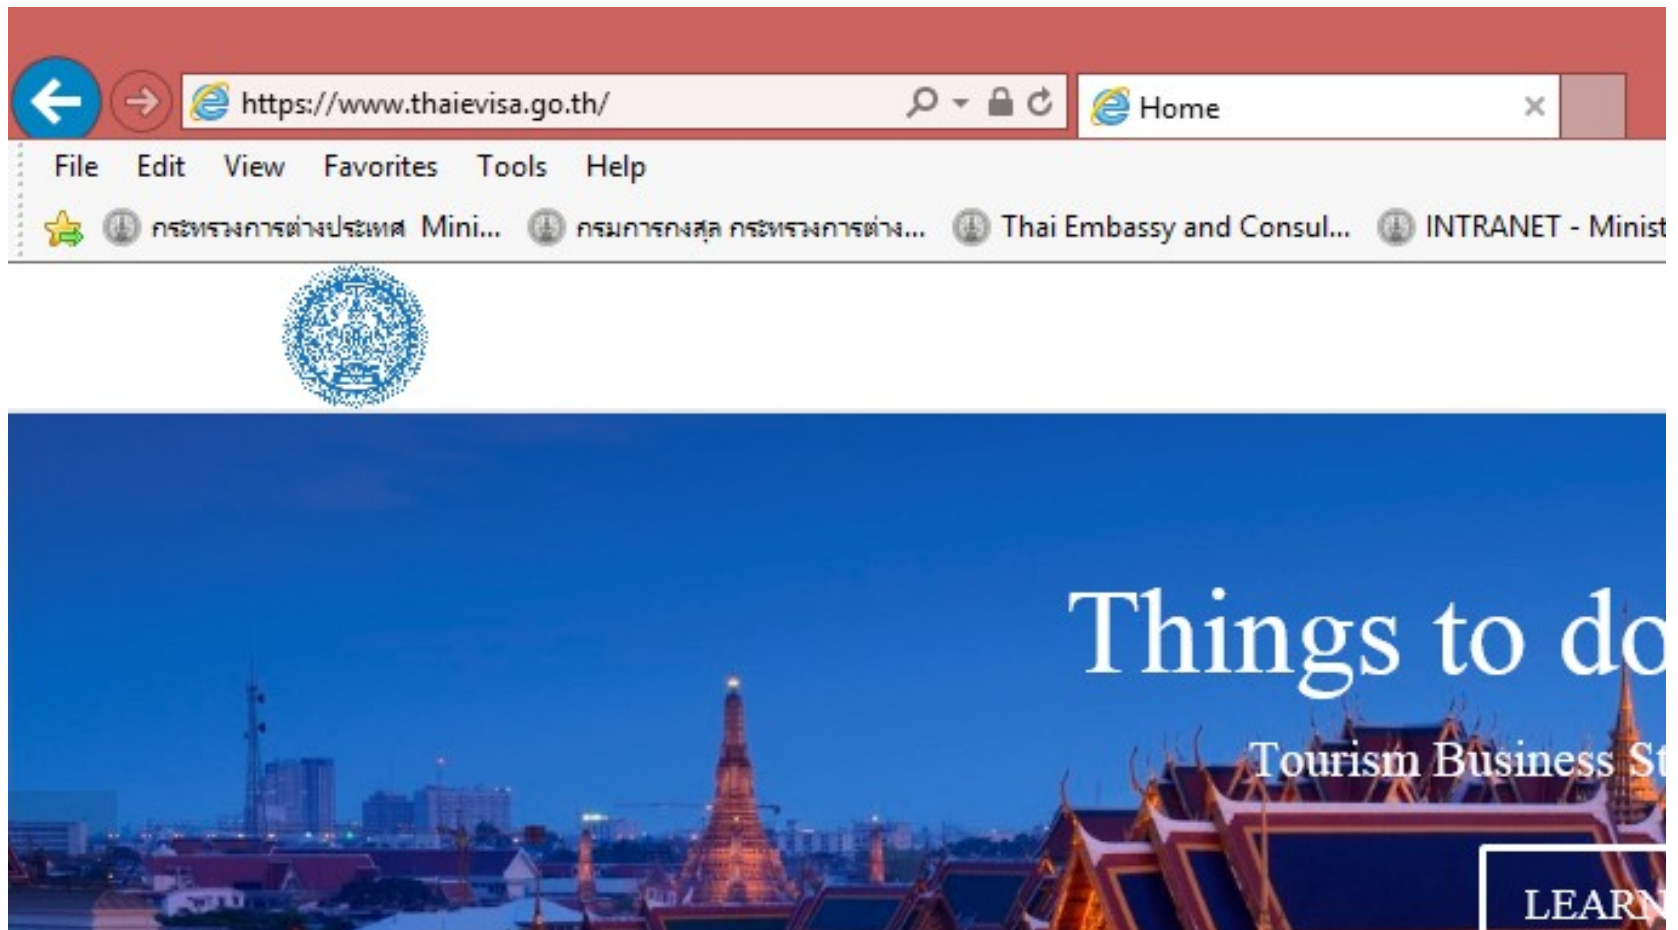 https://www.thaievisa.go.th/
Home
File Edit View Favorites Tools Help
กระทรวงการต่างประเทศ Mini... กรมการกงสุล กระทรวงการต่าง... Thai Embassy and Consul... INTRANET - Minist
Things to do
Tourism Business St
LEARN